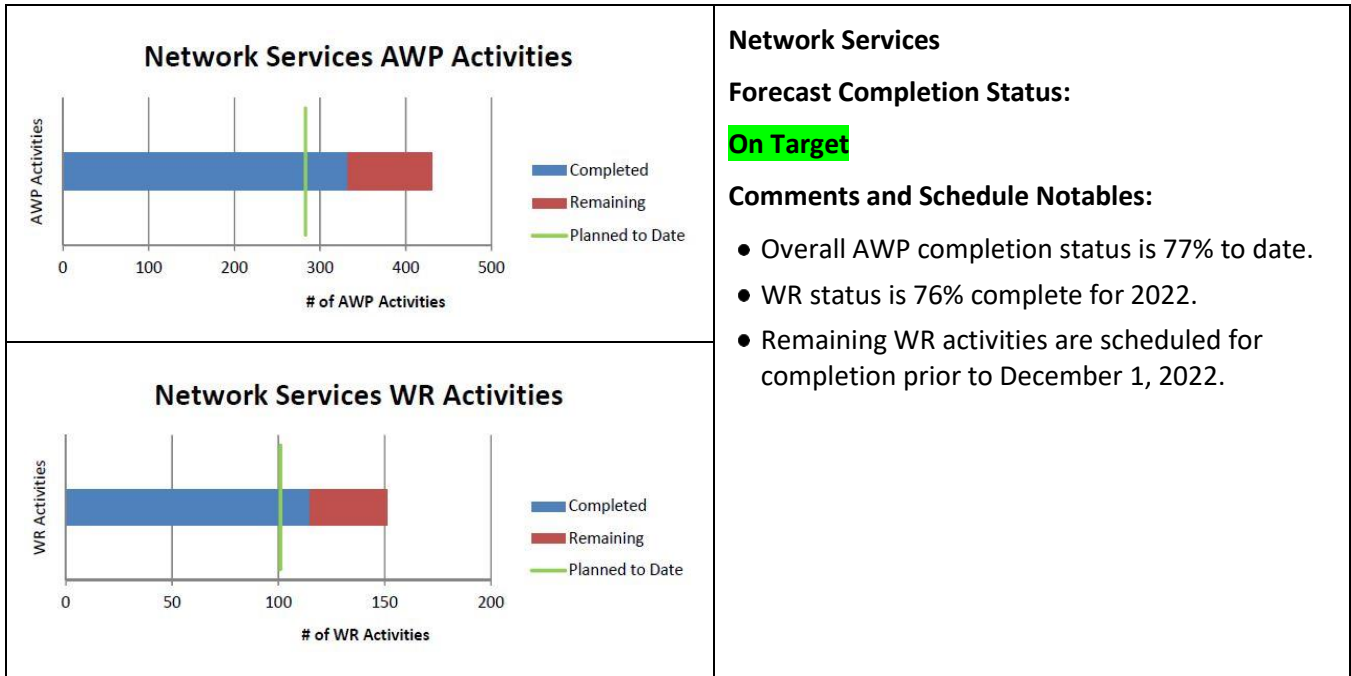 Network Services AWP Activities
AWP Activities
Completed
Remaining
Planned to Date
0 100 200 300 400 500
# of AWP Activities
Network Services WR Activities
WR Activities
Completed
Remaining
Planned to Date
0 50 100 150 200
# of WR Activities
Network Services
Forecast Completion Status:
On Target
Comments and Schedule Notables:
● Overall AWP completion status is 77% to date.
● WR status is 76% complete for 2022.
● Remaining WR activities are scheduled for
completion prior to December 1, 2022.